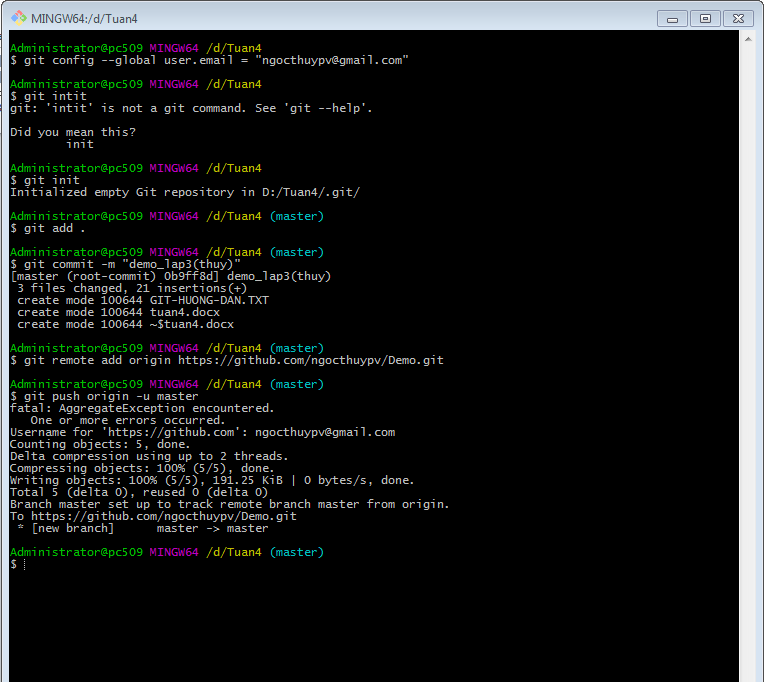 MINGW64:/d/Tuan4
Administrator@pc509 MINGW64 /d/Tuan4
$ git config --global user.email = "ngocthuypv@gmail.com"
Administrator@pc509 MINGW64 /d/Tuan4
$ git intit
git: 'intit' is not a git command. See 'git --help'.
Did you mean this?
init
Administrator@pc509 MINGW64 /d/Tuan4
$ git init
Initialized empty Git repository in D:/Tuan4/.git/
Administrator@pc509 MINGW64 /d/Tuan4 (master)
$ git add .
Administrator@pc509 MINGW64 /d/Tuan4 (master)
$ git commit -m "demo_lap3(thuy)"
[master (root-commit) 0b9ff8d] demo_lap3(thuy)
3 files changed, 21 insertions(+)
create mode 100644 GIT-HUONG-DAN.TXT
create mode 100644 tuan4.docx
create mode 100644 ~$tuan4.docx
Administrator@pc509 MINGW64 /d/Tuan4 (master)
$ git remote add origin https://github.com/ngocthuypv/Demo.git
Administrator@pc509 MINGW64 /d/Tuan4 (master)
$ git push origin -u master
fatal: AggregateException encountered.
One or more errors occurred.
Username for 'https://github.com': ngocthuypv@gmail.com
Counting objects: 5, done.
Delta compression using up to 2 threads.
Compressing objects: 100% (5/5), done.
Writing objects: 100% (5/5), 191.25 KiB | 0 bytes/s, done.
Total 5 (delta 0), reused 0 (delta 0)
Branch master set up to track remote branch master from origin.
To https://github.com/ngocthuypv/Demo.git
* [new branch]      master -> master
Administrator@pc509 MINGW64 /d/Tuan4 (master)
$